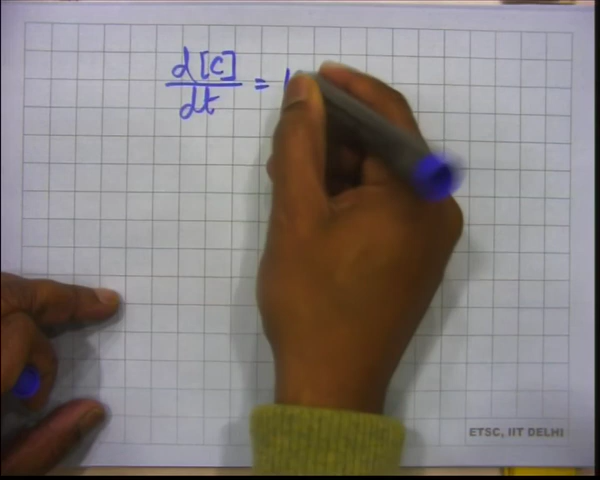 d[c]
dt =
ETSC, IIT DELHI